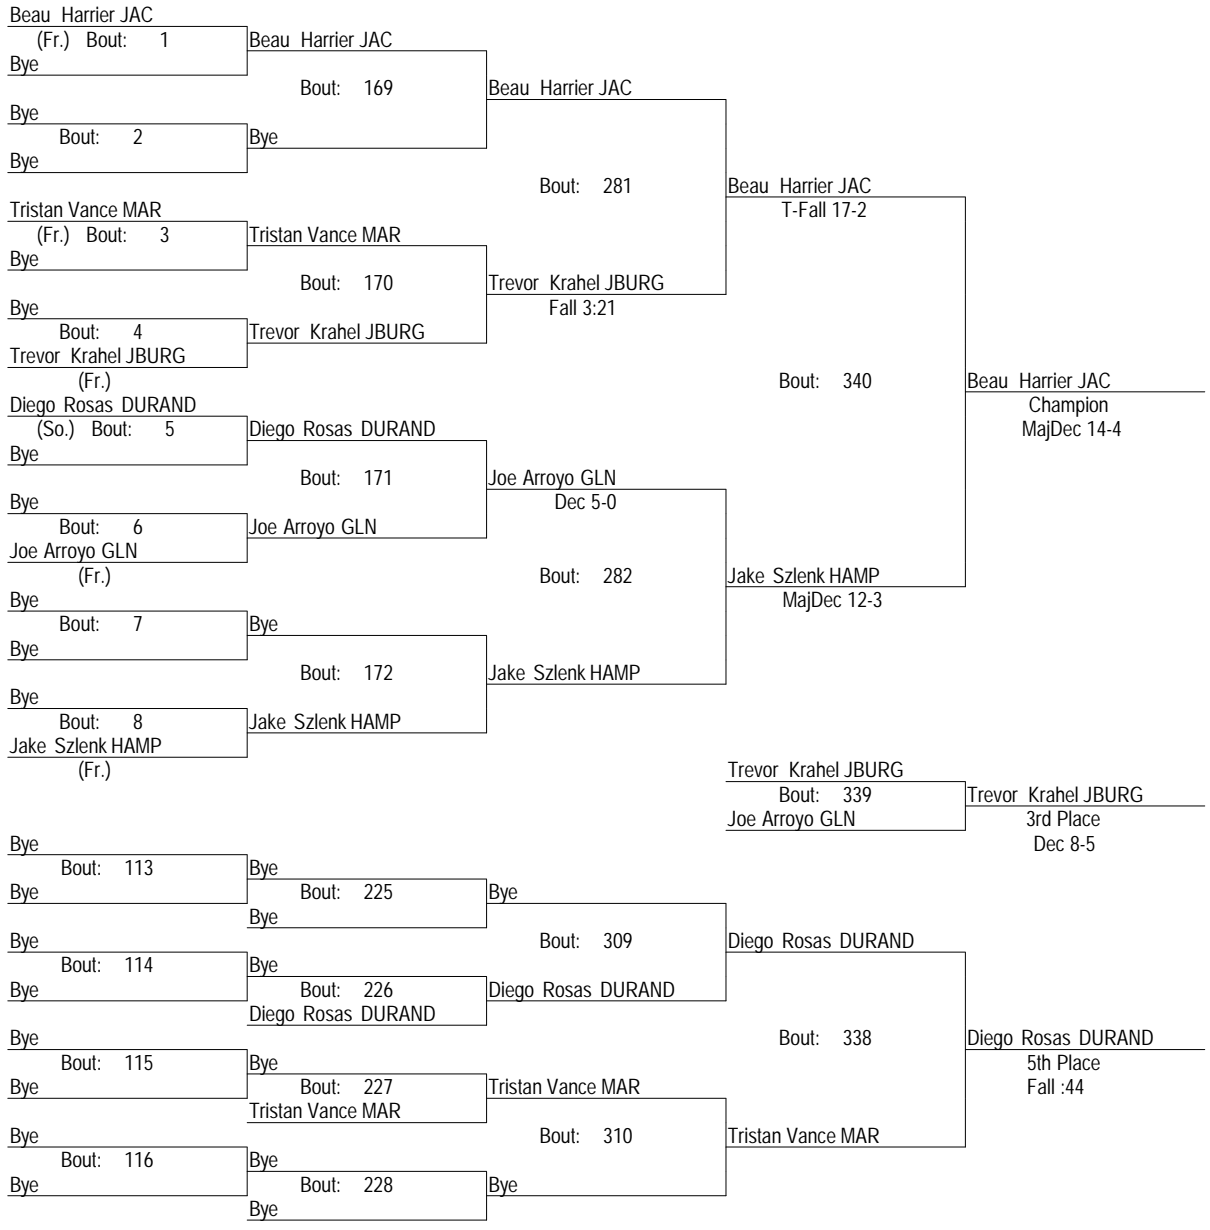 Beau Harrier JAC
(Fr.) Bout: 1
Beau Harrier JAC
Bye
Bout: 169
Beau Harrier JAC
Bye
Bout: 2
Bye
Bye
Bout: 281
Beau Harrier JAC
T-Fall 17-2
Tristan Vance MAR
(Fr.) Bout: 3
Tristan Vance MAR
Bye
Bout: 170
Trevor Krahel JBURG
Fall 3:21
Bye
Bout: 4
Trevor Krahel JBURG
Trevor Krahel JBURG
(Fr.)
Bout: 340
Beau Harrier JAC
Champion
MajDec 14-4
Diego Rosas DURAND
(So.) Bout: 5
Diego Rosas DURAND
Bye
Bout: 171
Joe Arroyo GLN
Dec 5-0
Bye
Bout: 6
Joe Arroyo GLN
Joe Arroyo GLN
(Fr.)
Bout: 282
Jake Szlenk HAMP
MajDec 12-3
Bye
Bout: 7
Bye
Bye
Bout: 172
Jake Szlenk HAMP
Bye
Bout: 8
Jake Szlenk HAMP
Jake Szlenk HAMP
(Fr.)
Trevor Krahel JBURG
Bout: 339
Trevor Krahel JBURG
Joe Arroyo GLN
3rd Place
Dec 8-5
Bye
Bout: 113
Bye
Bye
Bout: 225
Bye
Bye
Bye
Bout: 309
Diego Rosas DURAND
Bout: 114
Bye
Bye
Bout: 226
Diego Rosas DURAND
Diego Rosas DURAND
Bye
Bout: 338
Diego Rosas DURAND
5th Place
Fall :44
Bout: 115
Bye
Bye
Bout: 227
Tristan Vance MAR
Tristan Vance MAR
Bye
Bout: 310
Tristan Vance MAR
Bout: 116
Bye
Bye
Bout: 228
Bye
Bye